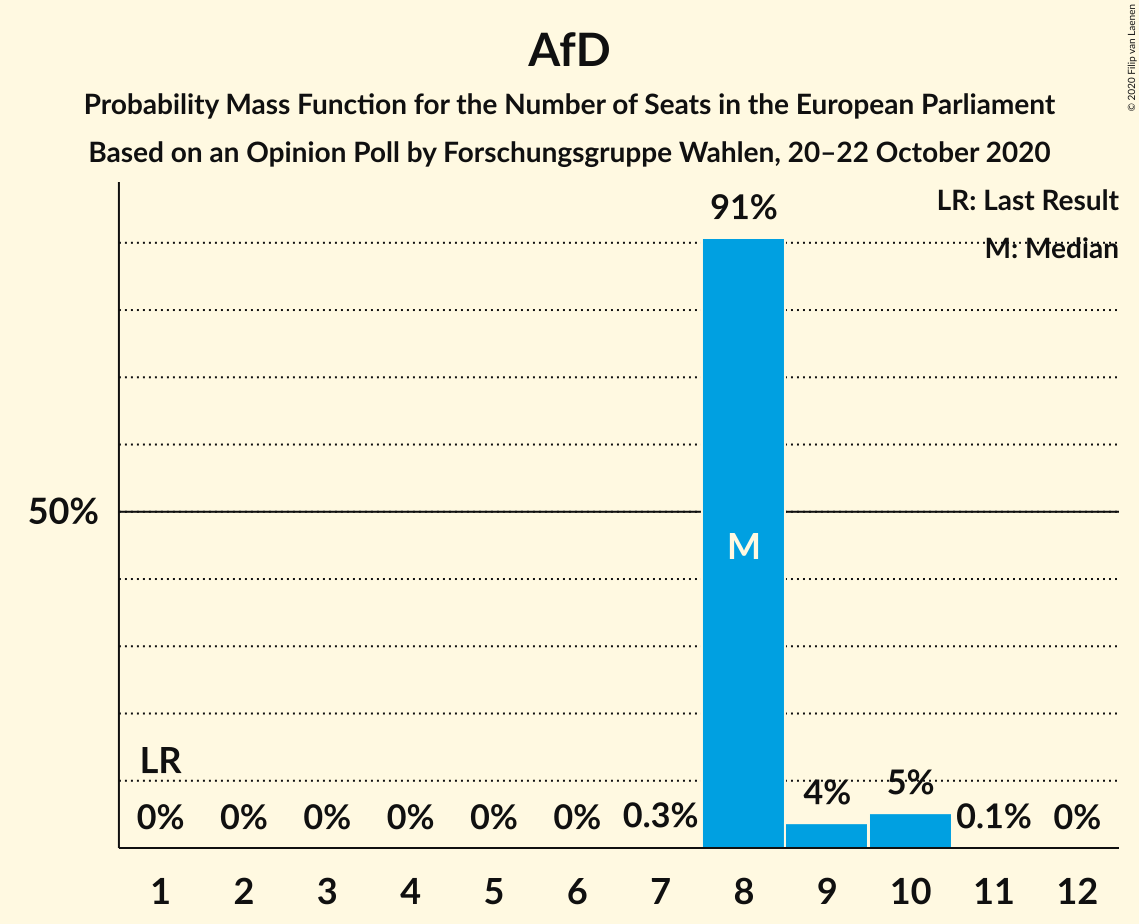 AfD
Probability Mass Function for the Number of Seats in the European Parliament
Based on an Opinion Poll by Forschungsgruppe Wahlen, 20–22 October 2020
© 2020 Filip van Laenen
LR: Last Result
M: Median
91%
50%
M
LR
0% 0% 0% 0% 0% 0% 0.3% 4% 5% 0.1% 0%
1 2 3 4 5 6 7 8 9 10 11 12